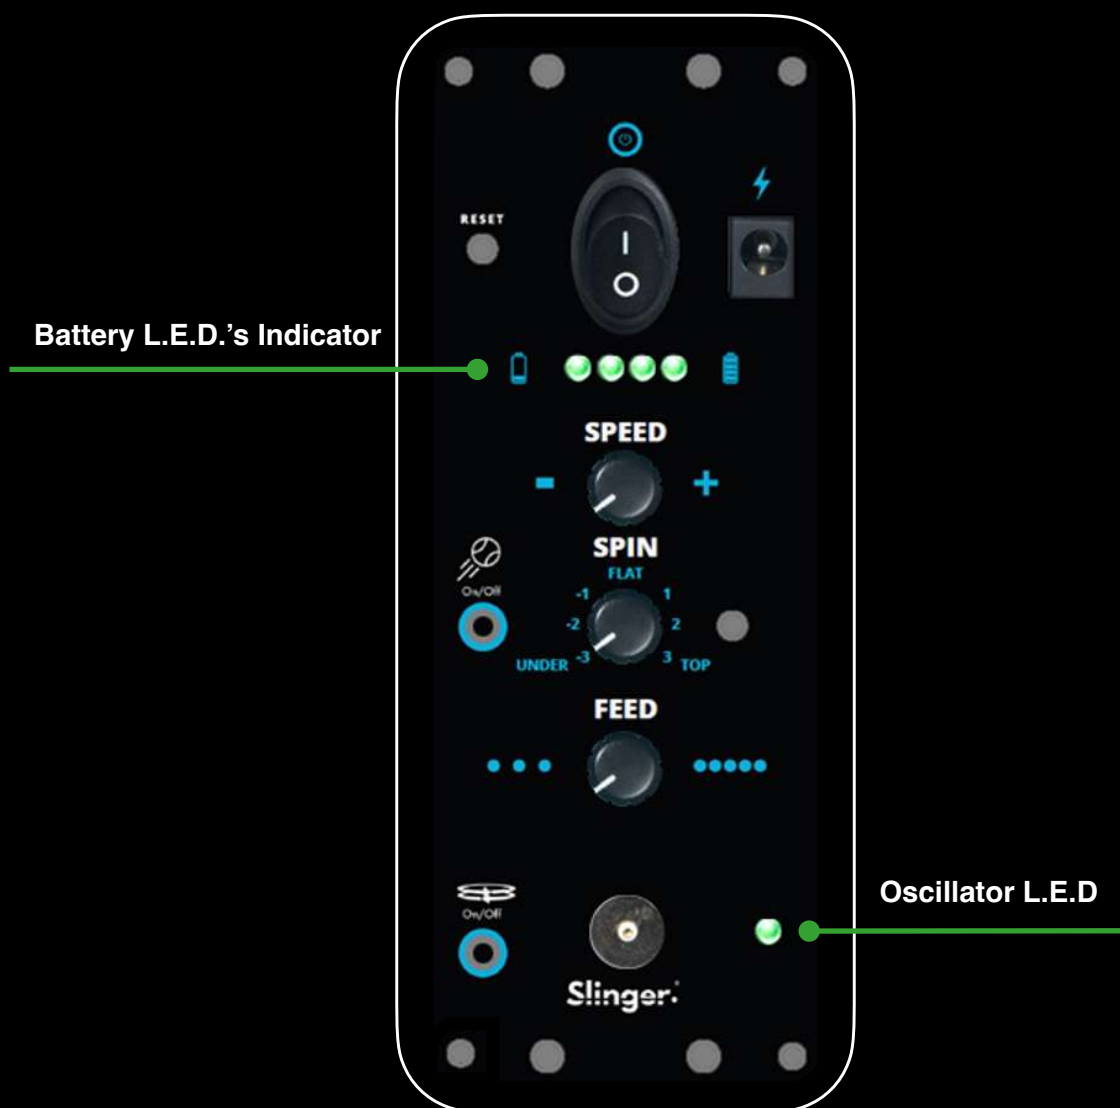 RESET
I
O
Battery L.E.D.'s Indicator
SPEED
- +
SPIN
FLAT
On/Off
-1 1
-2 2
UNDER -3 3 TOP
FEED
Oscillator L.E.D
On/Off
Slinger.